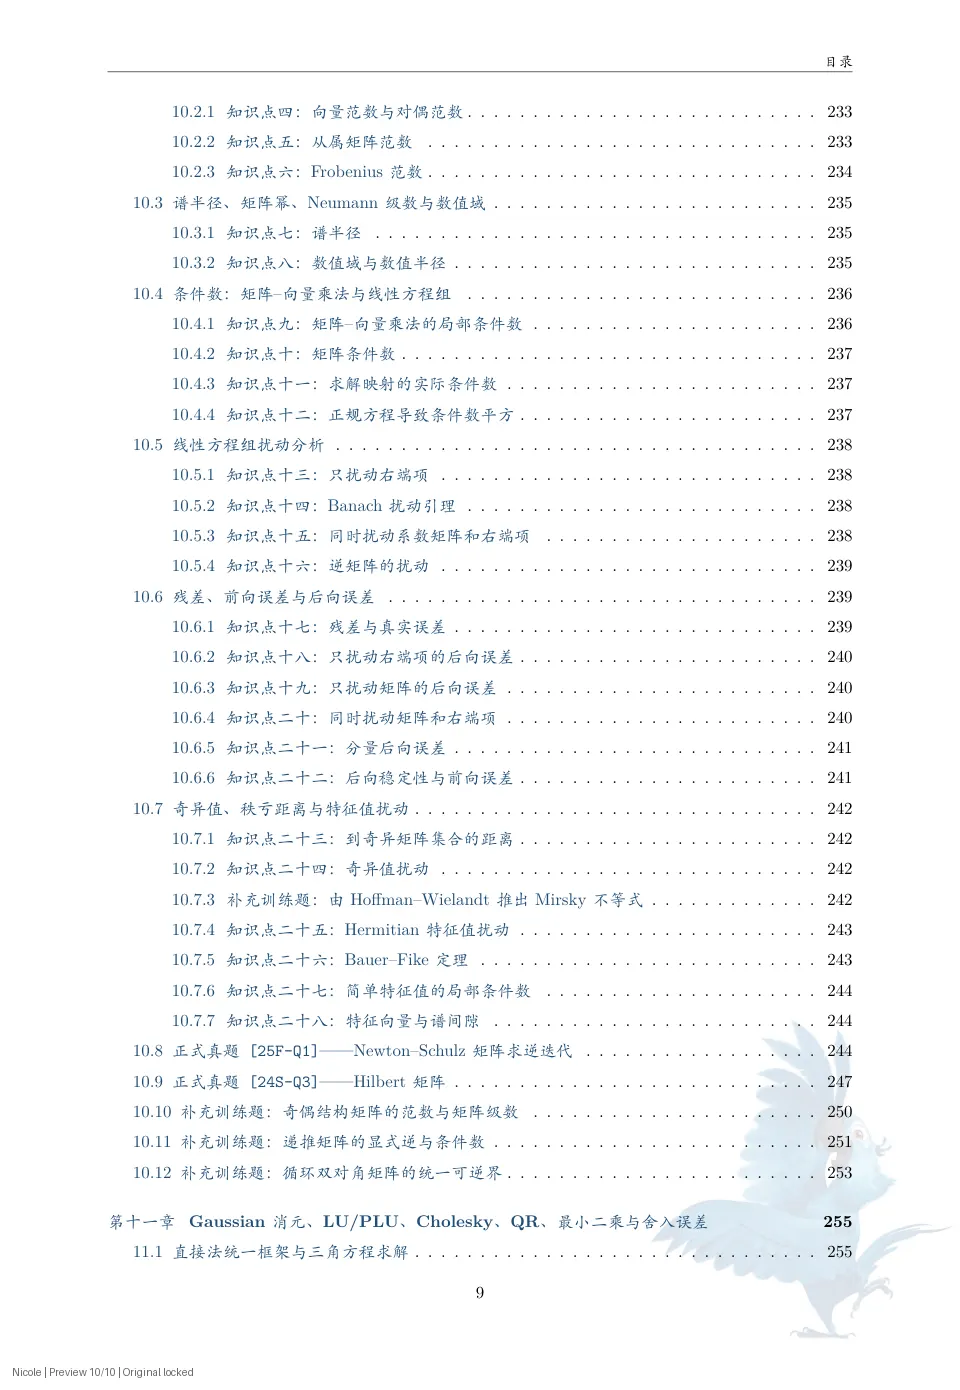 目录
10.2.1 知识点四：向量范数与对偶范数 . . . . . . . . . . . . . . . . . . . . . . . . . . . 233
10.2.2 知识点五：从属矩阵范数 . . . . . . . . . . . . . . . . . . . . . . . . . . . . . . 233
10.2.3 知识点六：Frobenius 范数 . . . . . . . . . . . . . . . . . . . . . . . . . . . . . . 234
10.3 谱半径、矩阵幂、Neumann 级数与数值域 . . . . . . . . . . . . . . . . . . . . . . . . . 235
10.3.1 知识点七：谱半径 . . . . . . . . . . . . . . . . . . . . . . . . . . . . . . . . . . 235
10.3.2 知识点八：数值域与数值半径 . . . . . . . . . . . . . . . . . . . . . . . . . . . . 235
10.4 条件数：矩阵–向量乘法与线性方程组 . . . . . . . . . . . . . . . . . . . . . . . . . . . 236
10.4.1 知识点九：矩阵–向量乘法的局部条件数 . . . . . . . . . . . . . . . . . . . . . . 236
10.4.2 知识点十：矩阵条件数 . . . . . . . . . . . . . . . . . . . . . . . . . . . . . . . . 237
10.4.3 知识点十一：求解映射的实际条件数 . . . . . . . . . . . . . . . . . . . . . . . . 237
10.4.4 知识点十二：正规方程导致条件数平方 . . . . . . . . . . . . . . . . . . . . . . . 237
10.5 线性方程组扰动分析 . . . . . . . . . . . . . . . . . . . . . . . . . . . . . . . . . . . . . 238
10.5.1 知识点十三：只扰动右端项 . . . . . . . . . . . . . . . . . . . . . . . . . . . . . 238
10.5.2 知识点十四：Banach 扰动引理 . . . . . . . . . . . . . . . . . . . . . . . . . . . 238
10.5.3 知识点十五：同时扰动系数矩阵和右端项 . . . . . . . . . . . . . . . . . . . . . 238
10.5.4 知识点十六：逆矩阵的扰动 . . . . . . . . . . . . . . . . . . . . . . . . . . . . . 239
10.6 残差、前向误差与后向误差 . . . . . . . . . . . . . . . . . . . . . . . . . . . . . . . . . 239
10.6.1 知识点十七：残差与真实误差 . . . . . . . . . . . . . . . . . . . . . . . . . . . . 239
10.6.2 知识点十八：只扰动右端项的后向误差 . . . . . . . . . . . . . . . . . . . . . . . 240
10.6.3 知识点十九：只扰动矩阵的后向误差 . . . . . . . . . . . . . . . . . . . . . . . . 240
10.6.4 知识点二十：同时扰动矩阵和右端项 . . . . . . . . . . . . . . . . . . . . . . . . 240
10.6.5 知识点二十一：分量后向误差 . . . . . . . . . . . . . . . . . . . . . . . . . . . . 241
10.6.6 知识点二十二：后向稳定性与前向误差 . . . . . . . . . . . . . . . . . . . . . . . 241
10.7 奇异值、秩亏距离与特征值扰动 . . . . . . . . . . . . . . . . . . . . . . . . . . . . . . . 242
10.7.1 知识点二十三：到奇异矩阵集合的距离 . . . . . . . . . . . . . . . . . . . . . . . 242
10.7.2 知识点二十四：奇异值扰动 . . . . . . . . . . . . . . . . . . . . . . . . . . . . . 242
10.7.3 补充训练题：由 Hoffman–Wielandt 推出 Mirsky 不等式 . . . . . . . . . . . . . 242
10.7.4 知识点二十五：Hermitian 特征值扰动 . . . . . . . . . . . . . . . . . . . . . . . 243
10.7.5 知识点二十六：Bauer–Fike 定理 . . . . . . . . . . . . . . . . . . . . . . . . . . 243
10.7.6 知识点二十七：简单特征值的局部条件数 . . . . . . . . . . . . . . . . . . . . . 244
10.7.7 知识点二十八：特征向量与谱间隙 . . . . . . . . . . . . . . . . . . . . . . . . . 244
10.8 正式真题 [25F-Q1]——Newton–Schulz 矩阵求逆迭代 . . . . . . . . . . . . . . . . . . 244
10.9 正式真题 [24S-Q3]——Hilbert 矩阵 . . . . . . . . . . . . . . . . . . . . . . . . . . . . 247
10.10 补充训练题：奇偶结构矩阵的范数与矩阵级数 . . . . . . . . . . . . . . . . . . . . . . 250
10.11 补充训练题：递推矩阵的显式逆与条件数 . . . . . . . . . . . . . . . . . . . . . . . . . 251
10.12 补充训练题：循环双对角矩阵的统一可逆界 . . . . . . . . . . . . . . . . . . . . . . . . 253
第十一章 Gaussian 消元、LU/PLU、Cholesky、QR、最小二乘与舍入误差 255
11.1 直接法统一框架与三角方程求解 . . . . . . . . . . . . . . . . . . . . . . . . . . . . . . . 255
9
Nicole | Preview 10/10 | Original locked